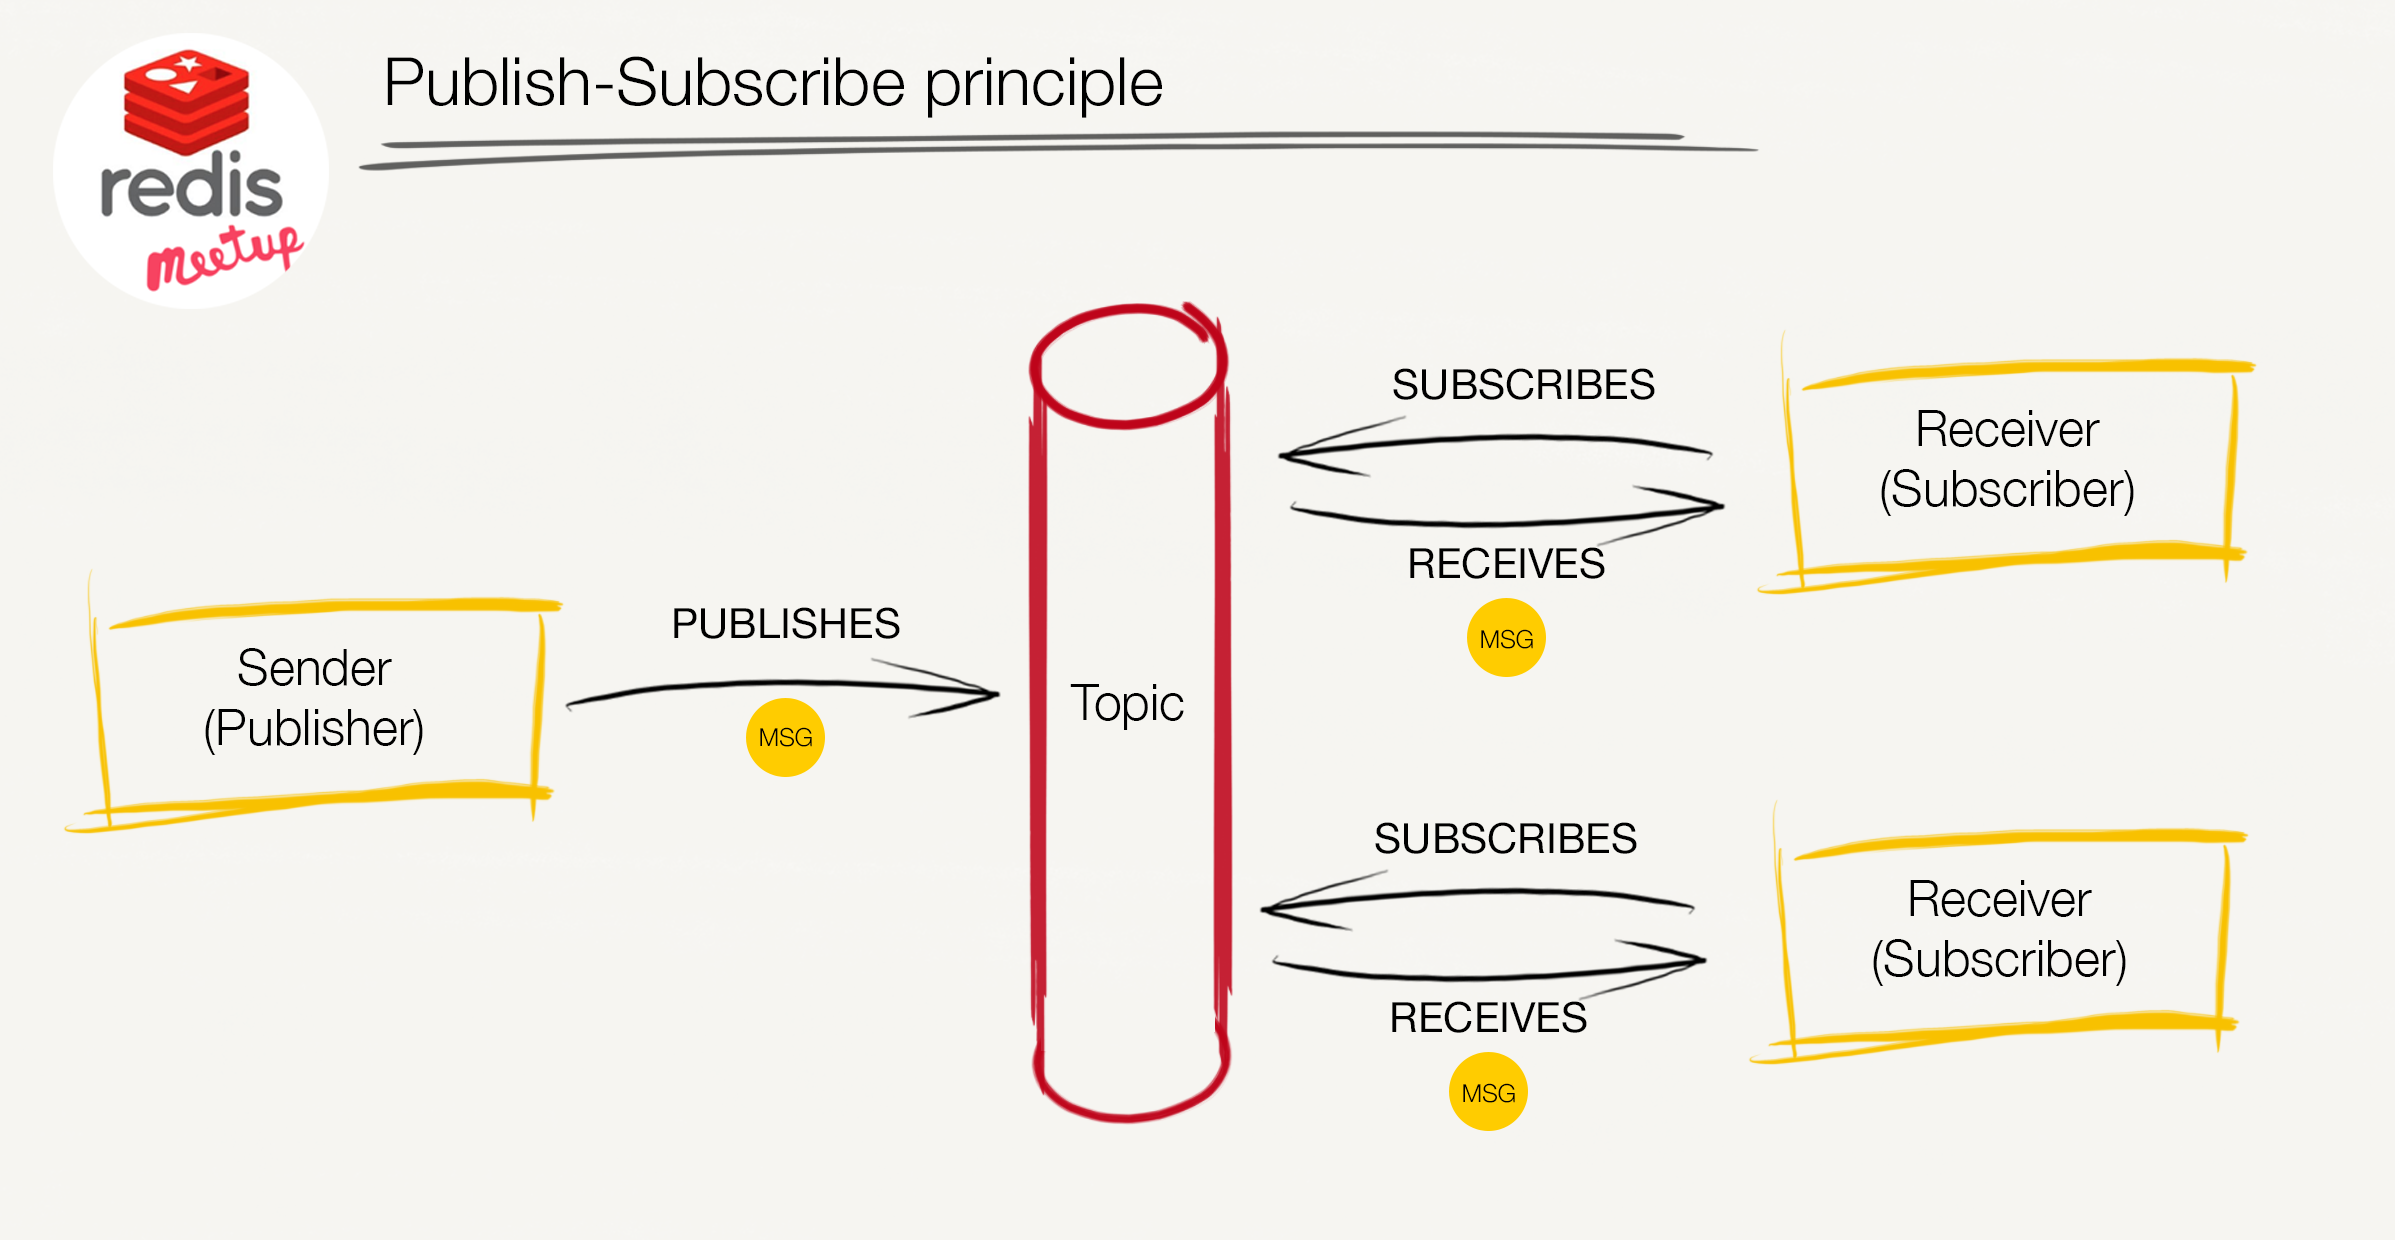 redis
meetup
Publish-Subscribe principle
Sender
(Publisher)
PUBLISHES
MSG
Topic
SUBSCRIBES
RECEIVES
MSG
Receiver
(Subscriber)
SUBSCRIBES
RECEIVES
MSG
Receiver
(Subscriber)